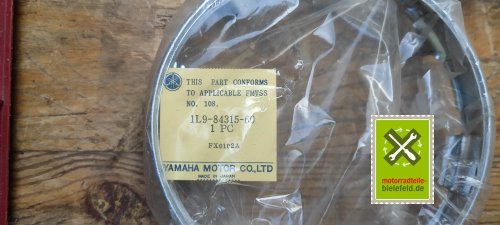 THIS PART CONFORMS
TO APPLICABLE FMVSS
NO. 108.
1L9-84315-60
1 PC
FX0102A
YAMAHA MOTOR CO.,LTD
MADE IN JAPAN
motorradteile-
bielefeld.de